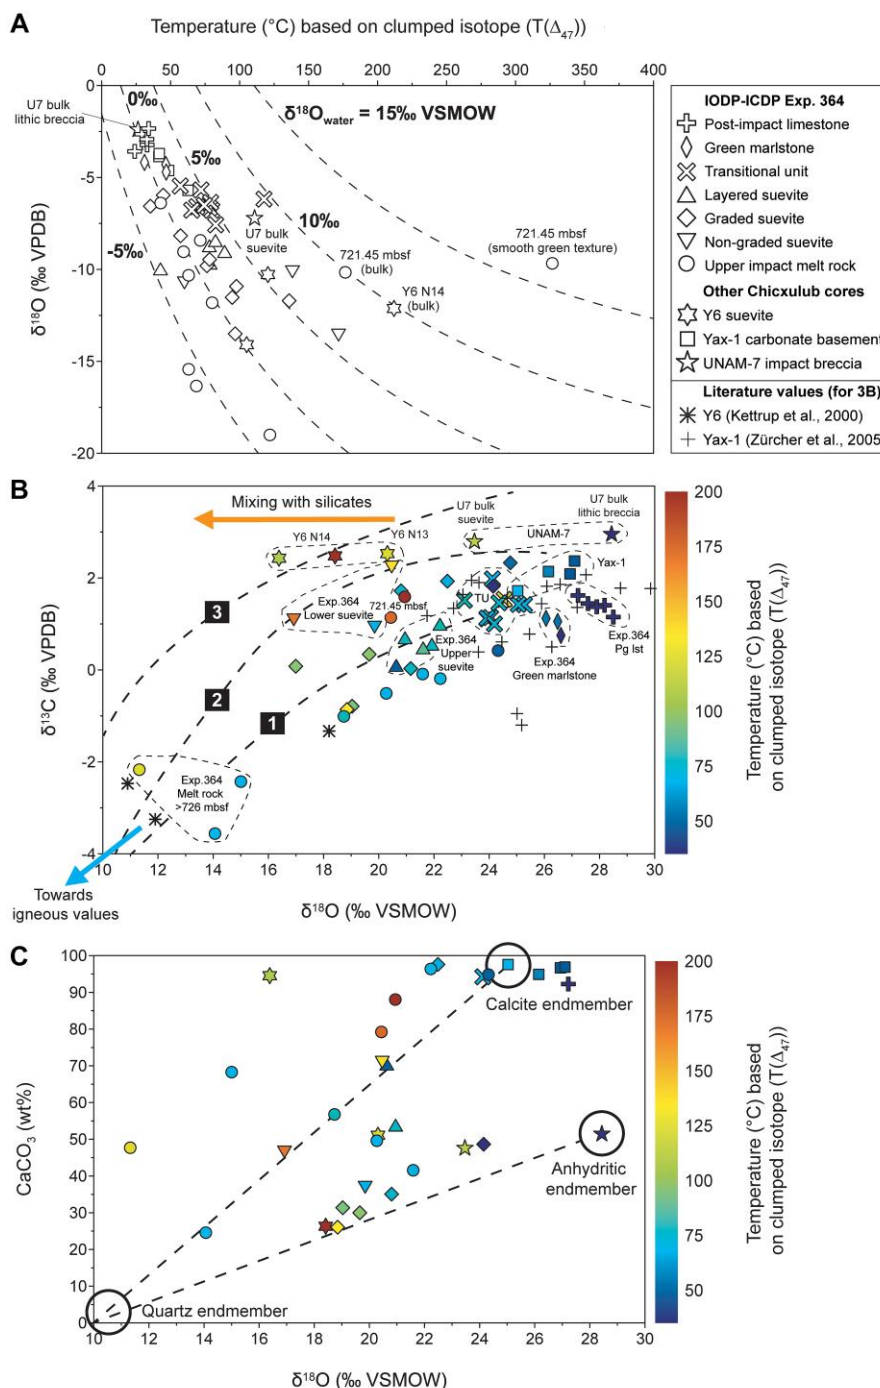 A
Temperature (°C) based on clumped isotope (T(Δ47))
0 25 50 75 100 125 150 175 200 225 250 275 300 325 350 375 400
U7 bulk
lithic breccia
0‰
δ18Owater = 15‰ VSMOW
5‰
10‰
-5‰
U7 bulk
suevite
721.45 mbsf
(bulk)
Y6 N14
(bulk)
721.45 mbsf
(smooth green texture)
δ18O (‰ VPDB)
0
-5
-10
-15
-20
IODP-ICDP Exp. 364
Post-impact limestone
Green marlstone
Transitional unit
Layered suevite
Graded suevite
Non-graded suevite
Upper impact melt rock
Other Chicxulub cores
Y6 suevite
Yax-1 carbonate basement
UNAM-7 impact breccia
Literature values (for 3B)
Y6 (Kettrup et al., 2000)
Yax-1 (Zürcher et al., 2005)
B
Mixing with silicates
Y6 N14
Y6 N13
U7 bulk
suevite
UNAM-7
U7 bulk
lithic breccia
Yax-1
Exp.364
Lower suevite
721.45 mbsf
TU
Exp.364
Upper
suevite
Exp.364
Green marlstone
Exp.364
Pg lst
3
2
1
Exp.364
Melt rock
>726 mbsf
Towards
igneous values
δ13C (‰ VPDB)
4
2
0
-2
-4
10 12 14 16 18 20 22 24 26 28 30
δ18O (‰ VSMOW)
200
175
150
125
100
75
50
Temperature (°C) based
on clumped isotope (T(Δ47))
C
CaCO3 (wt%)
100
90
80
70
60
50
40
30
20
10
0
Calcite endmember
Anhydritic
endmember
Quartz endmember
10 12 14 16 18 20 22 24 26 28 30
δ18O (‰ VSMOW)
200
175
150
125
100
75
50
Temperature (°C) based
on clumped isotope (T(Δ47))